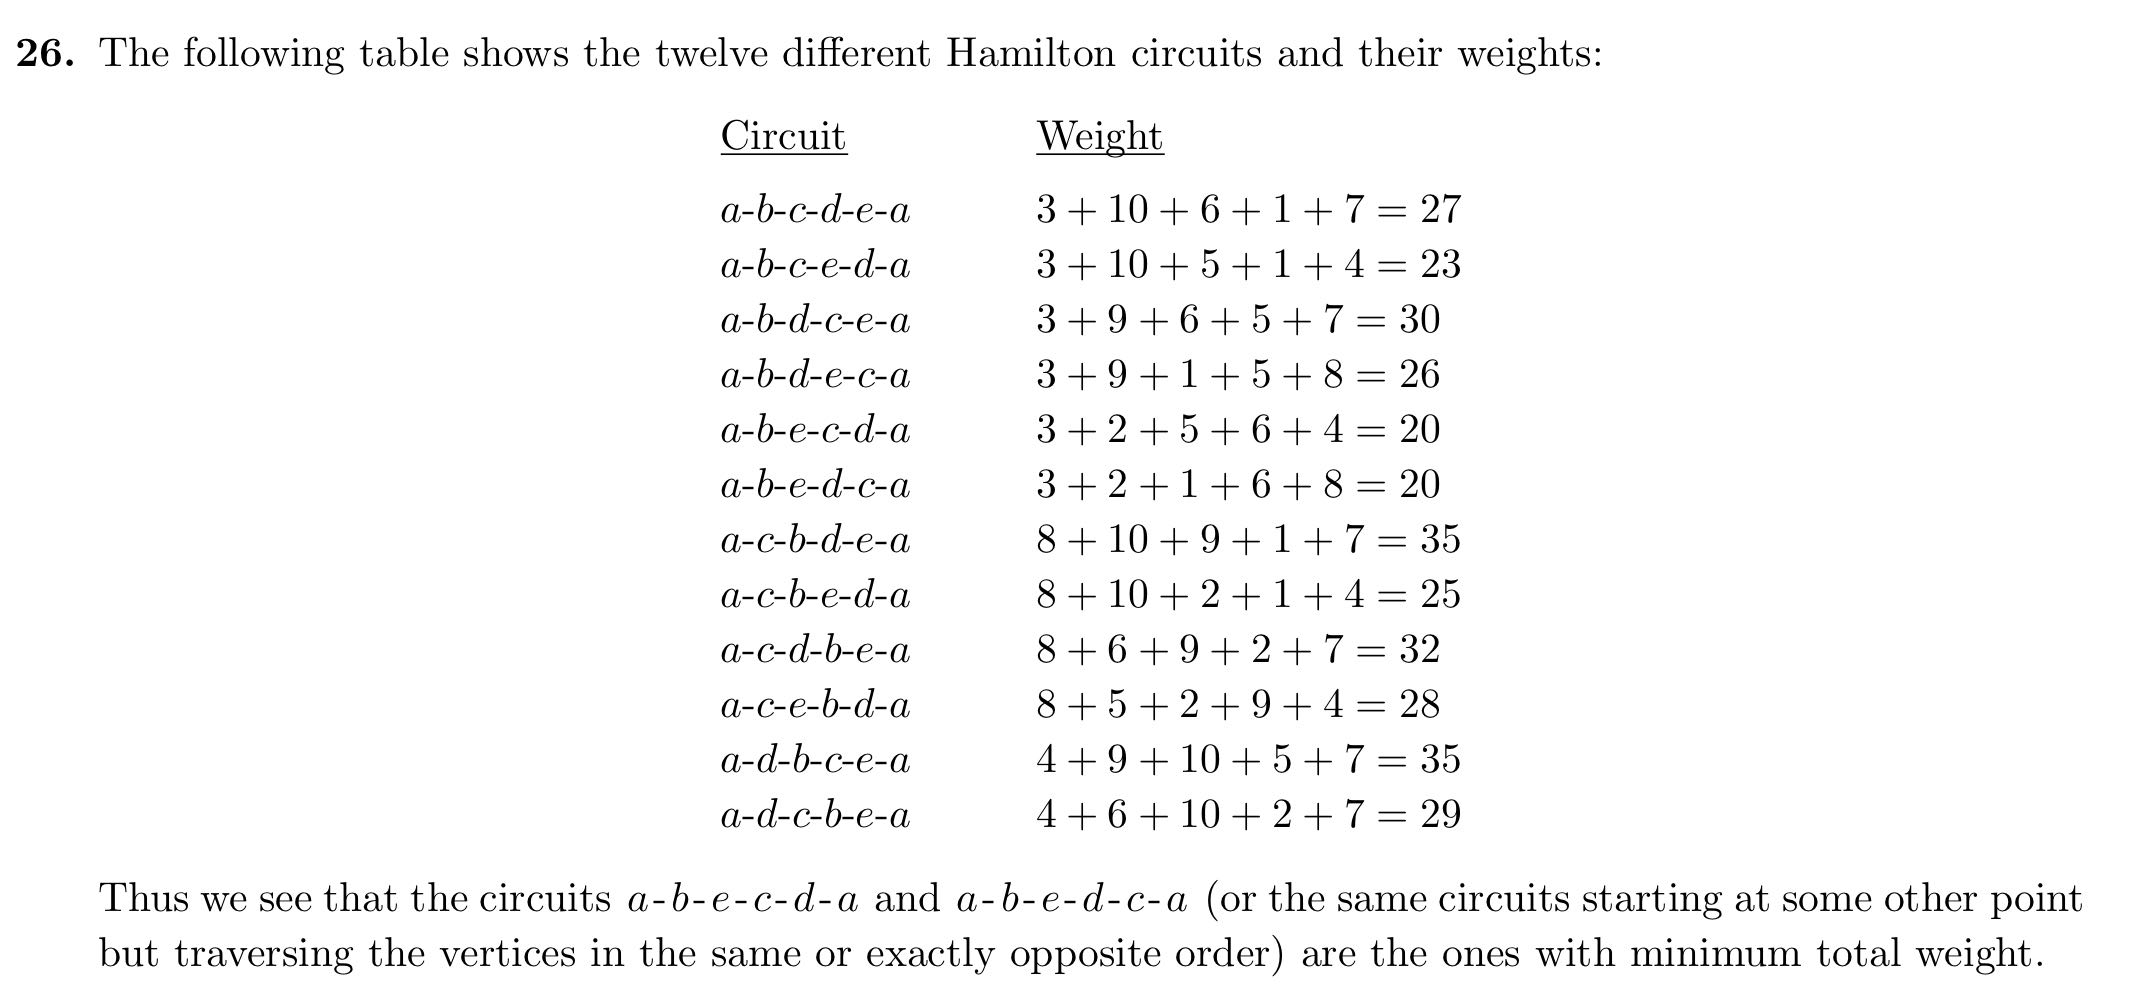 26. The following table shows the twelve different Hamilton circuits and their weights:
Circuit Weight
a-b-c-d-e-a 3 + 10 + 6 + 1 + 7 = 27
a-b-c-e-d-a 3 + 10 + 5 + 1 + 4 = 23
a-b-d-c-e-a 3 + 9 + 6 + 5 + 7 = 30
a-b-d-e-c-a 3 + 9 + 1 + 5 + 8 = 26
a-b-e-c-d-a 3 + 2 + 5 + 6 + 4 = 20
a-b-e-d-c-a 3 + 2 + 1 + 6 + 8 = 20
a-c-b-d-e-a 8 + 10 + 9 + 1 + 7 = 35
a-c-b-e-d-a 8 + 10 + 2 + 1 + 4 = 25
a-c-d-b-e-a 8 + 6 + 9 + 2 + 7 = 32
a-c-e-b-d-a 8 + 5 + 2 + 9 + 4 = 28
a-d-b-c-e-a 4 + 9 + 10 + 5 + 7 = 35
a-d-c-b-e-a 4 + 6 + 10 + 2 + 7 = 29
Thus we see that the circuits a-b-e-c-d-a and a-b-e-d-c-a (or the same circuits starting at some other point
but traversing the vertices in the same or exactly opposite order) are the ones with minimum total weight.